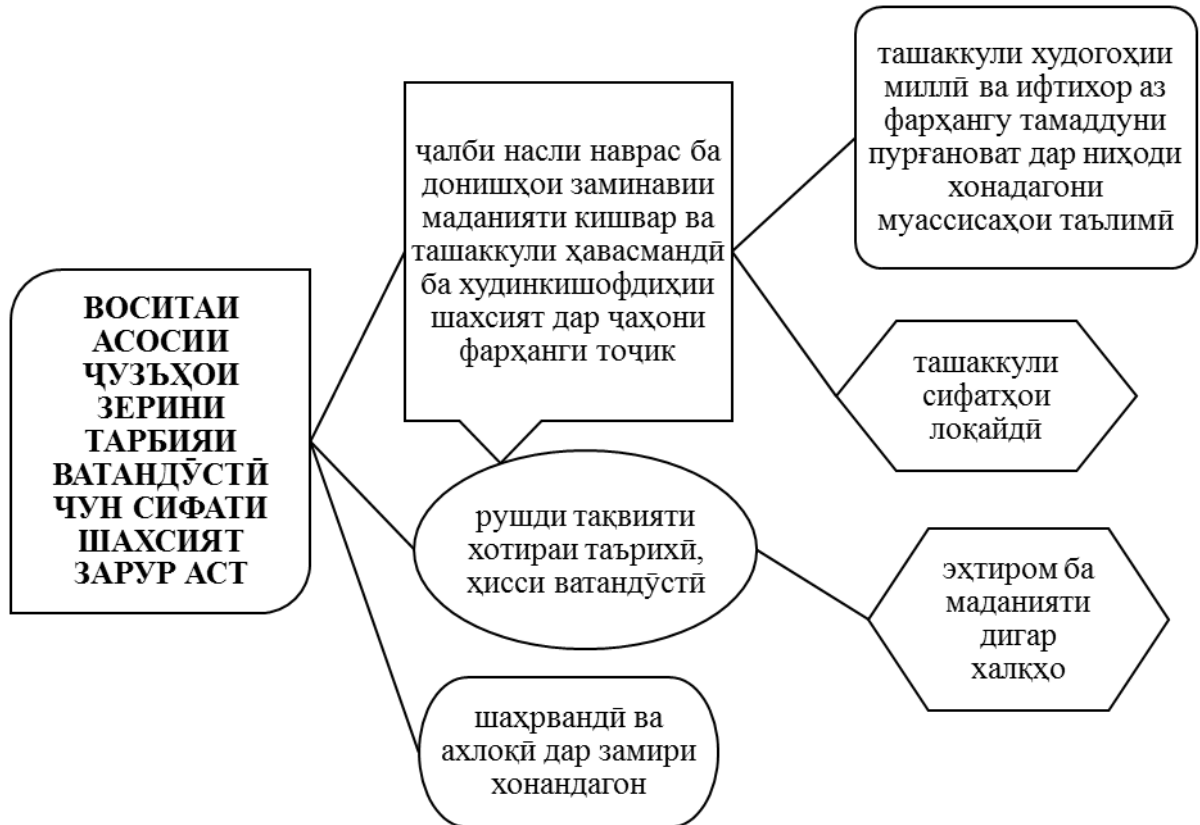 ВОСИТАИ
АСОСИИ
ҶУЗЪҲОИ
ЗЕРИНИ
ТАРБИЯИ
ВАТАНДӮСТӢ
ЧУН СИФАТИ
ШАХСИЯТ
ЗАРУР АСТ
ҷалби насли наврас ба
донишҳои заминавии
маданияти кишвар ва
ташаккули ҳавасмандӣ
ба худинкишофдиҳии
шахсият дар ҷаҳони
фарҳанги тоҷик
рушди тақвияти
хотираи таърихӣ,
ҳисси ватандӯстӣ
шаҳрвандӣ ва
ахлоқӣ дар замири
хонандагон
ташаккули худогоҳии
миллӣ ва ифтихор аз
фарҳангу тамаддуни
пурғановат дар ниҳоди
хонадагони
муассисаҳои таълимӣ
ташаккули
сифатҳои
лоқайдӣ
эҳтиром ба
маданияти
дигар
халқҳо